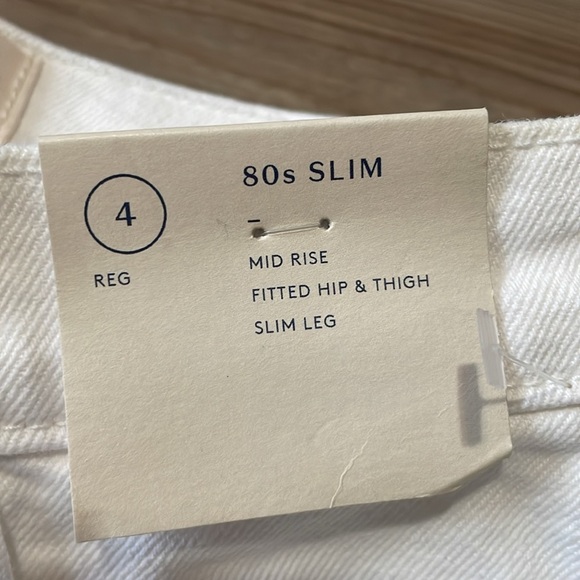 4
REG
80s SLIM
–
MID RISE
FITTED HIP & THIGH
SLIM LEG